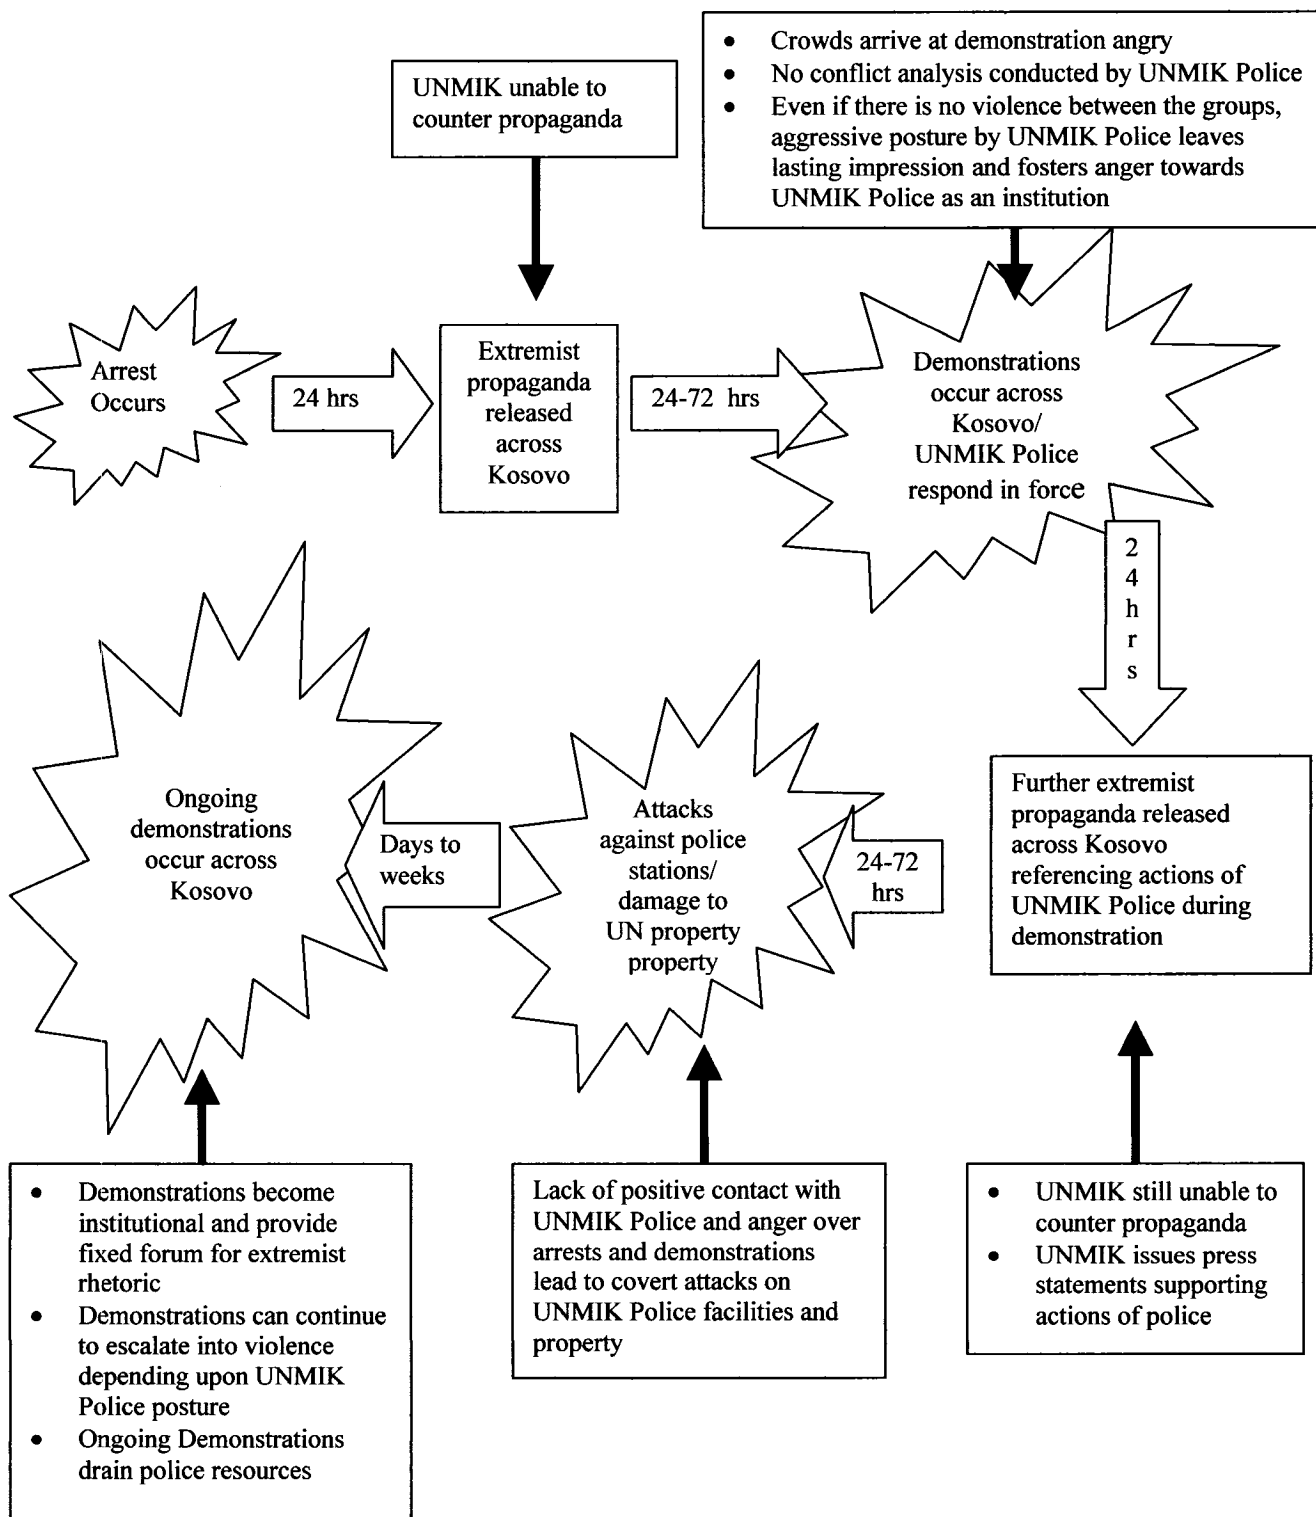 • Crowds arrive at demonstration angry
• No conflict analysis conducted by UNMIK Police
• Even if there is no violence between the groups,
aggressive posture by UNMIK Police leaves
lasting impression and fosters anger towards
UNMIK Police as an institution
UNMIK unable to
counter propaganda
Arrest
Occurs
24 hrs
Extremist
propaganda
released
across
Kosovo
24-72 hrs
Demonstrations
occur across
Kosovo/
UNMIK Police
respond in force
2
4
h
r
s
Further extremist
propaganda released
across Kosovo
referencing actions of
UNMIK Police during
demonstration
24-72
hrs
Attacks
against police
stations/
damage to
UN property
property
Days to
weeks
Ongoing
demonstrations
occur across
Kosovo
• Demonstrations become
institutional and provide
fixed forum for extremist
rhetoric
• Demonstrations can continue
to escalate into violence
depending upon UNMIK
Police posture
• Ongoing Demonstrations
drain police resources
Lack of positive contact with
UNMIK Police and anger over
arrests and demonstrations
lead to covert attacks on
UNMIK Police facilities and
property
• UNMIK still unable to
counter propaganda
• UNMIK issues press
statements supporting
actions of police